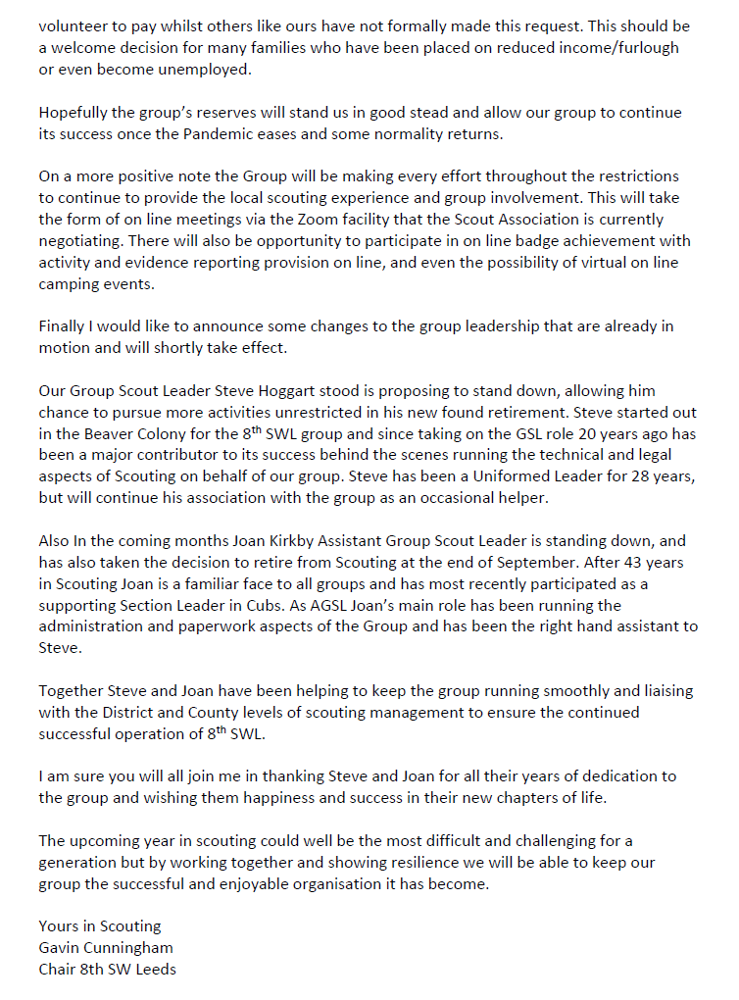 volunteer to pay whilst others like ours have not formally made this request. This should be
a welcome decision for many families who have been placed on reduced income/furlough
or even become unemployed.
Hopefully the group’s reserves will stand us in good stead and allow our group to continue
its success once the Pandemic eases and some normality returns.
On a more positive note the Group will be making every effort throughout the restrictions
to continue to provide the local scouting experience and group involvement. This will take
the form of on line meetings via the Zoom facility that the Scout Association is currently
negotiating. There will also be opportunity to participate in on line badge achievement with
activity and evidence reporting provision on line, and even the possibility of virtual on line
camping events.
Finally I would like to announce some changes to the group leadership that are already in
motion and will shortly take effect.
Our Group Scout Leader Steve Hoggart stood is proposing to stand down, allowing him
chance to pursue more activities unrestricted in his new found retirement. Steve started out
in the Beaver Colony for the 8th SWL group and since taking on the GSL role 20 years ago has
been a major contributor to its success behind the scenes running the technical and legal
aspects of Scouting on behalf of our group. Steve has been a Uniformed Leader for 28 years,
but will continue his association with the group as an occasional helper.
Also In the coming months Joan Kirkby Assistant Group Scout Leader is standing down, and
has also taken the decision to retire from Scouting at the end of September. After 43 years
in Scouting Joan is a familiar face to all groups and has most recently participated as a
supporting Section Leader in Cubs. As AGSL Joan’s main role has been running the
administration and paperwork aspects of the Group and has been the right hand assistant to
Steve.
Together Steve and Joan have been helping to keep the group running smoothly and liaising
with the District and County levels of scouting management to ensure the continued
successful operation of 8th SWL.
I am sure you will all join me in thanking Steve and Joan for all their years of dedication to
the group and wishing them happiness and success in their new chapters of life.
The upcoming year in scouting could well be the most difficult and challenging for a
generation but by working together and showing resilience we will be able to keep our
group the successful and enjoyable organisation it has become.
Yours in Scouting
Gavin Cunningham
Chair 8th SW Leeds